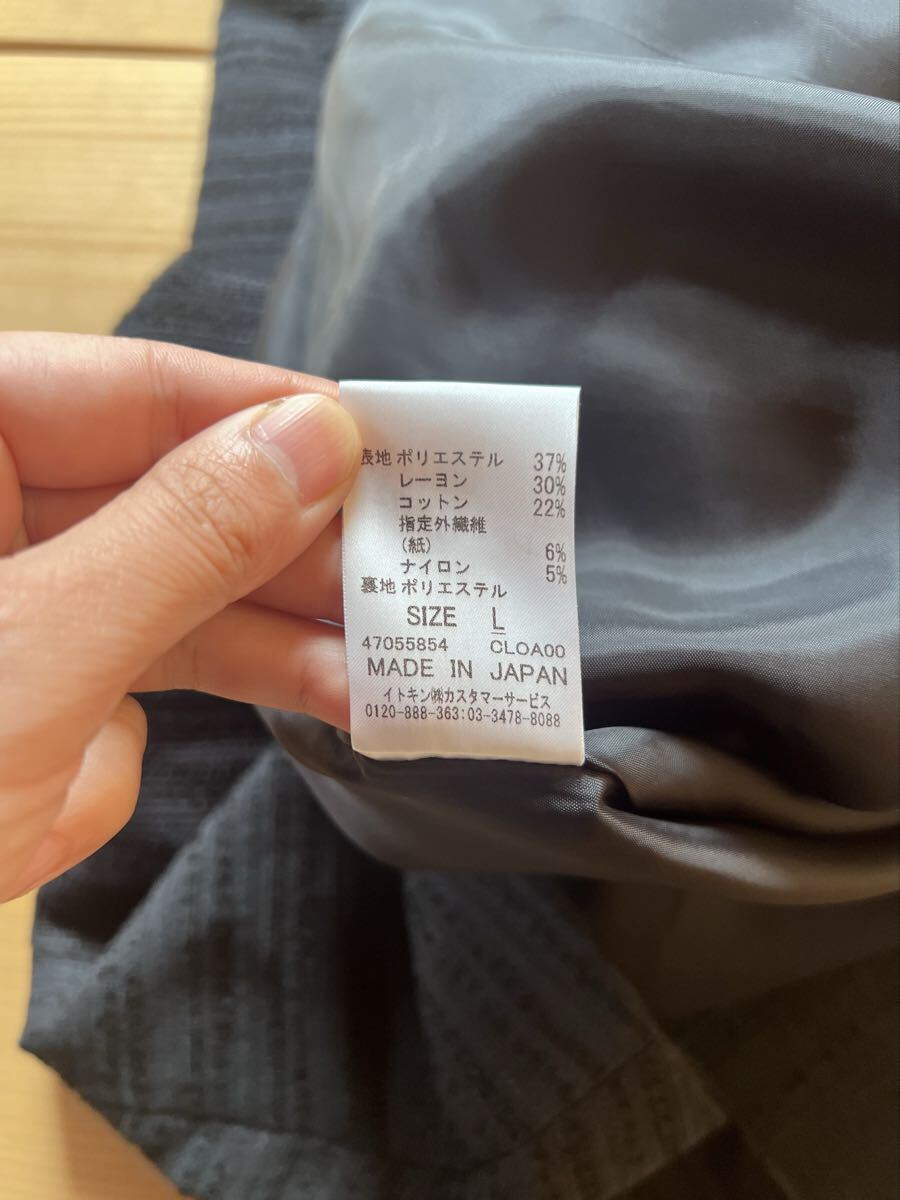 表地 ポリエステル 37%
レーヨン 30%
コットン 22%
指定外繊維
(紙) 6%
ナイロン 5%
裏地 ポリエステル
SIZE L
47055854 CLOA00
MADE IN JAPAN
イトキン㈱カスタマーサービス
0120-888-363:03-3478-8088